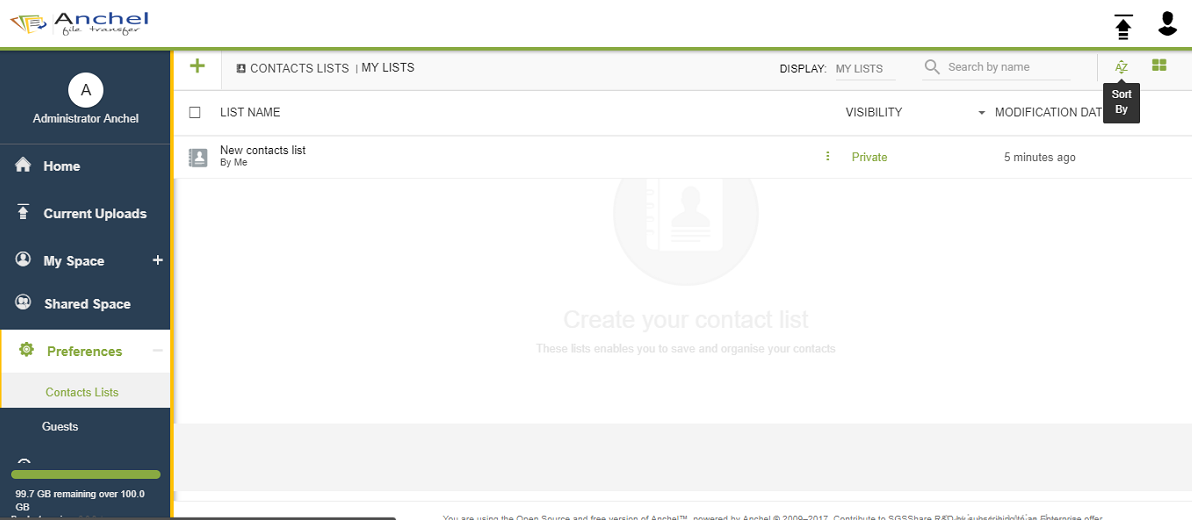 Anchel
file transfer
A
Administrator Anchel
Home
Current Uploads
My Space +
Shared Space
Preferences
Contacts Lists
Guests
99.7 GB remaining over 100.0
GB
+ CONTACTS LISTS | MY LISTS
DISPLAY: MY LISTS
Search by name
AZ
Sort
By
LIST NAME VISIBILITY MODIFICATION DAT
New contacts list
By Me
Private 5 minutes ago
Create your contact list
These lists enables you to save and organise your contacts
You are using the Open Source and free version of Anchel™, powered by Anchel © 2009–2017. Contribute to SGSShare R&D by subscribing to an Enterprise offer.